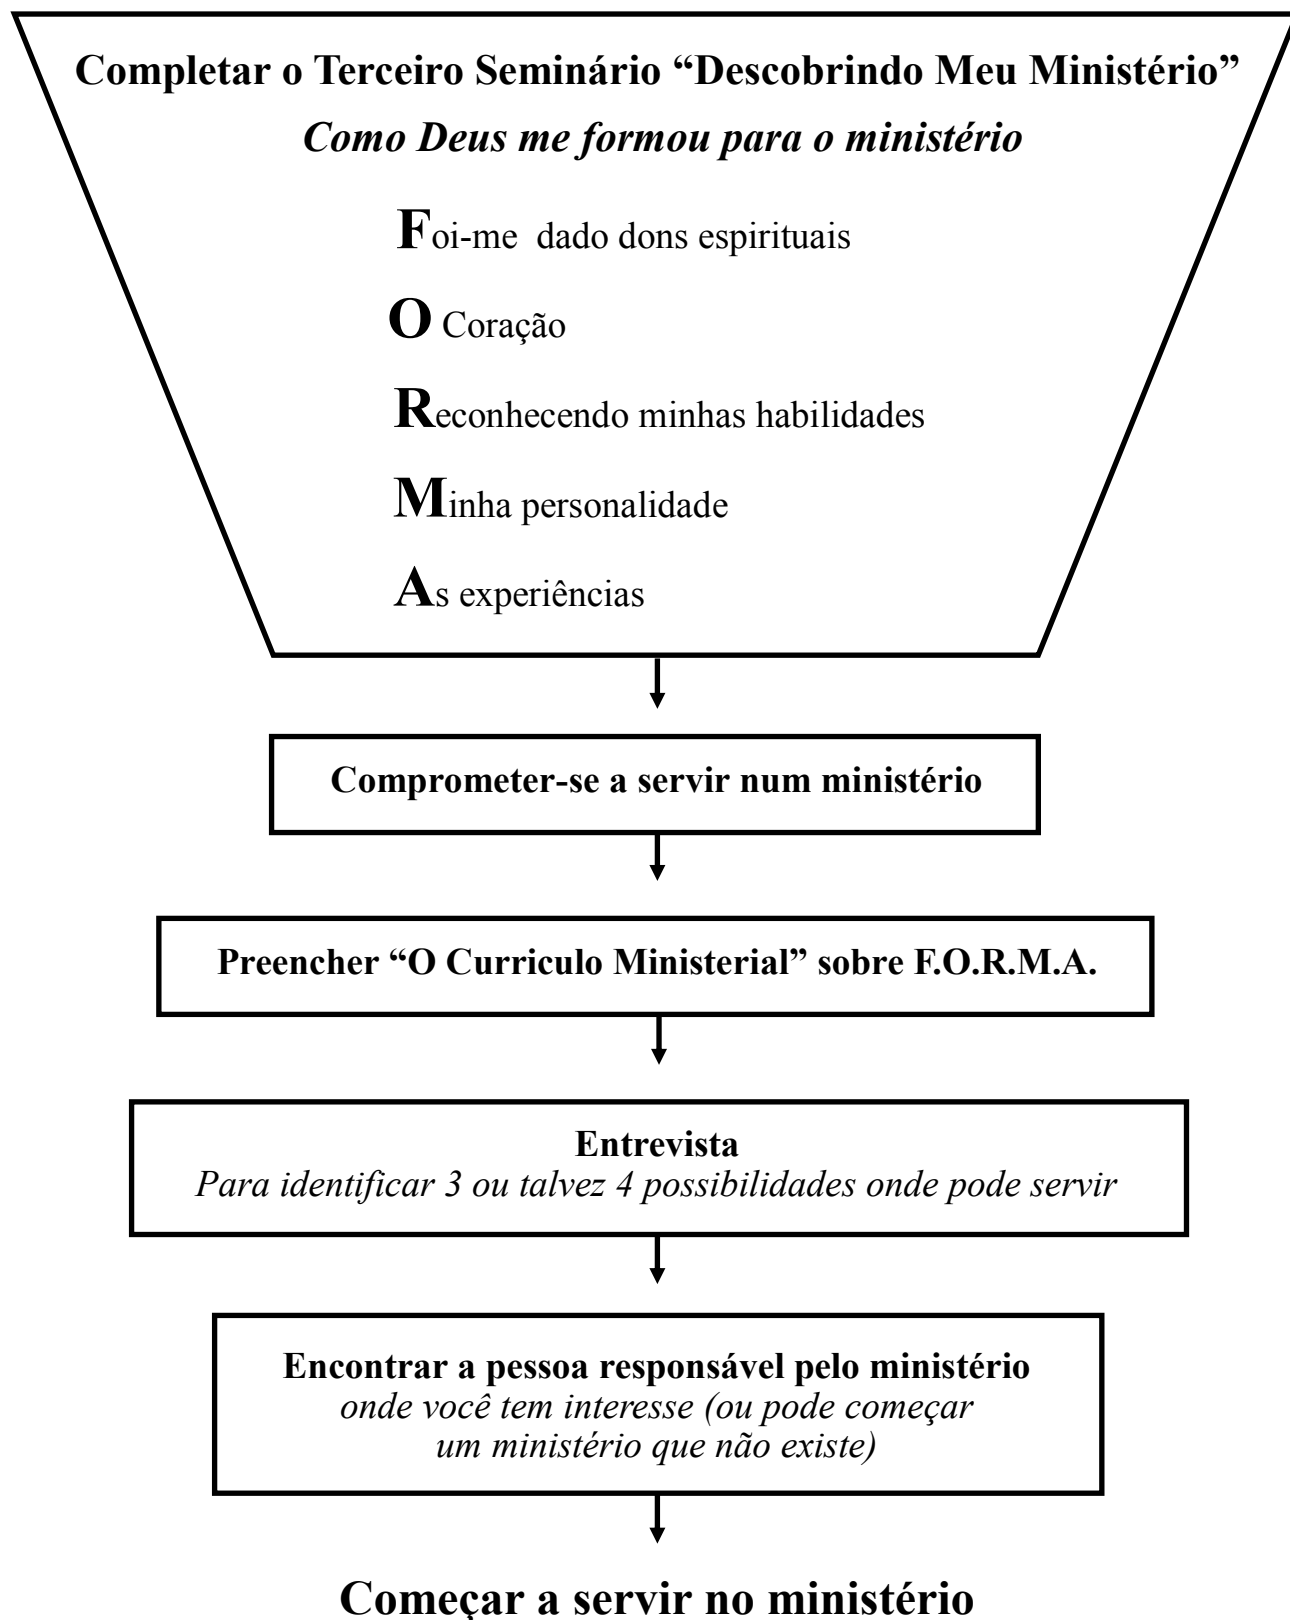 Completar o Terceiro Seminário “Descobrindo Meu Ministério”
Como Deus me formou para o ministério
Foi-me dado dons espirituais
O Coração
Reconhecendo minhas habilidades
Minha personalidade
As experiências
Comprometer-se a servir num ministério
Preencher “O Curriculo Ministerial” sobre F.O.R.M.A.
Entrevista
Para identificar 3 ou talvez 4 possibilidades onde pode servir
Encontrar a pessoa responsável pelo ministério
onde você tem interesse (ou pode começar
um ministério que não existe)
Começar a servir no ministério